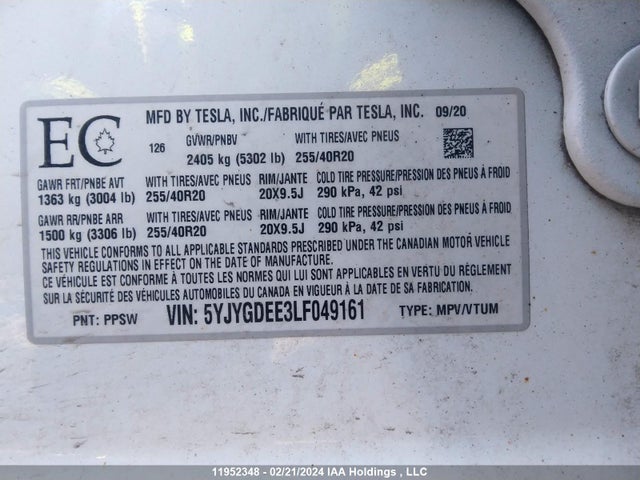 EC
MFD BY TESLA, INC./FABRIQUÉ PAR TESLA, INC. 09/20
126 GVWR/PNBV WITH TIRES/AVEC PNEUS
2405 kg (5302 lb) 255/40R20
GAWR FRT/PNBE AVT WITH TIRES/AVEC PNEUS RIM/JANTE COLD TIRE PRESSURE/PRESSION DES PNEUS À FROID
1363 kg (3004 lb) 255/40R20 20X9.5J 290 kPa, 42 psi
GAWR RR/PNBE ARR WITH TIRES/AVEC PNEUS RIM/JANTE COLD TIRE PRESSURE/PRESSION DES PNEUS À FROID
1500 kg (3306 lb) 255/40R20 20X9.5J 290 kPa, 42 psi
THIS VEHICLE CONFORMS TO ALL APPLICABLE STANDARDS PRESCRIBED UNDER THE CANADIAN MOTOR VEHICLE
SAFETY REGULATIONS IN EFFECT ON THE DATE OF MANUFACTURE.
CE VÉHICULE EST CONFORME À TOUTES LES NORMES QUI LUI SONT APPLICABLES EN VERTU DU RÈGLEMENT
SUR LA SÉCURITÉ DES VÉHICULES AUTOMOBILES DU CANADA EN VIGUEUR À LA DATE DE SA FABRICATION.
PNT: PPSW VIN: 5YJYGDEE3LF049161 TYPE: MPV/VTUM
11952348 - 02/21/2024 IAA Holdings , LLC